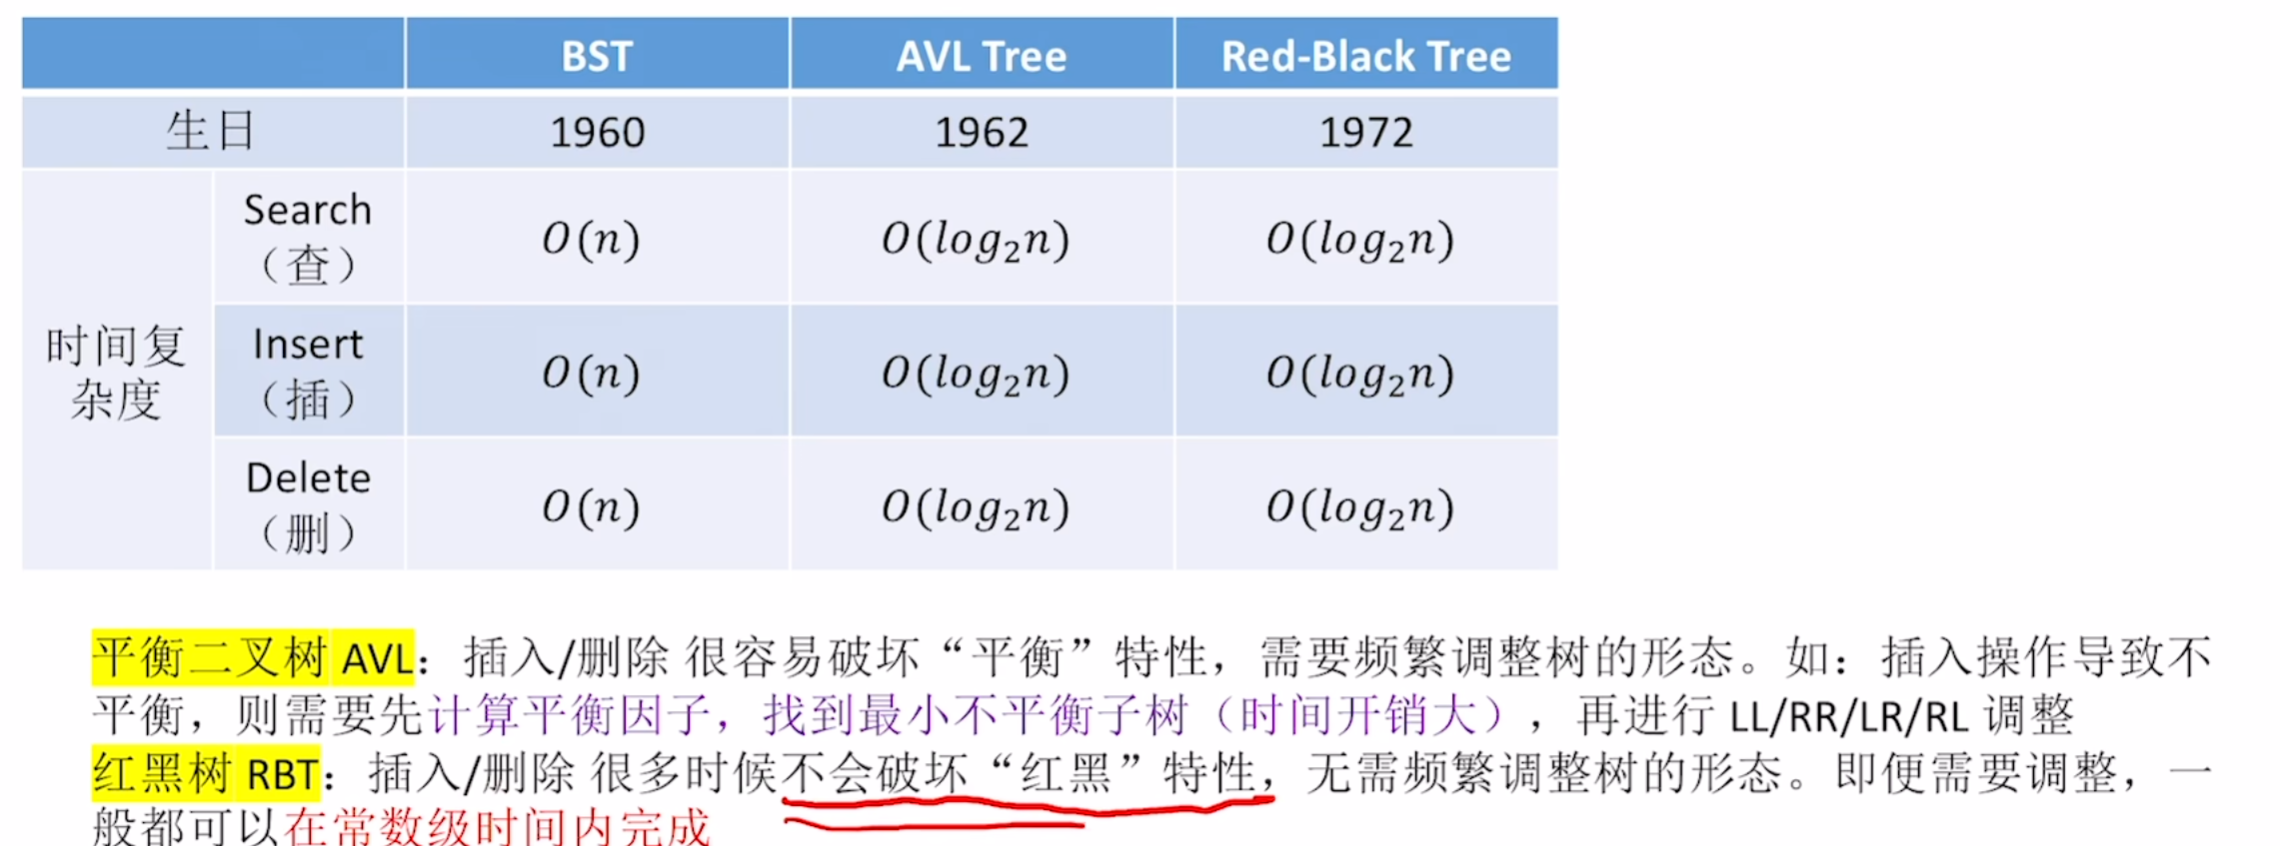 BST AVL Tree Red-Black Tree
生日 1960 1962 1972
时间复杂度
Search
（查）
O(n) O(log₂n) O(log₂n)
Insert
（插）
O(n) O(log₂n) O(log₂n)
Delete
（删）
O(n) O(log₂n) O(log₂n)
平衡二叉树 AVL：插入/删除 很容易破坏“平衡”特性，需要频繁调整树的形态。如：插入操作导致不
平衡，则需要先计算平衡因子，找到最小不平衡子树（时间开销大），再进行 LL/RR/LR/RL 调整
红黑树 RBT：插入/删除 很多时候不会破坏“红黑”特性，无需频繁调整树的形态。即便需要调整，一
般都可以在常数级时间内完成